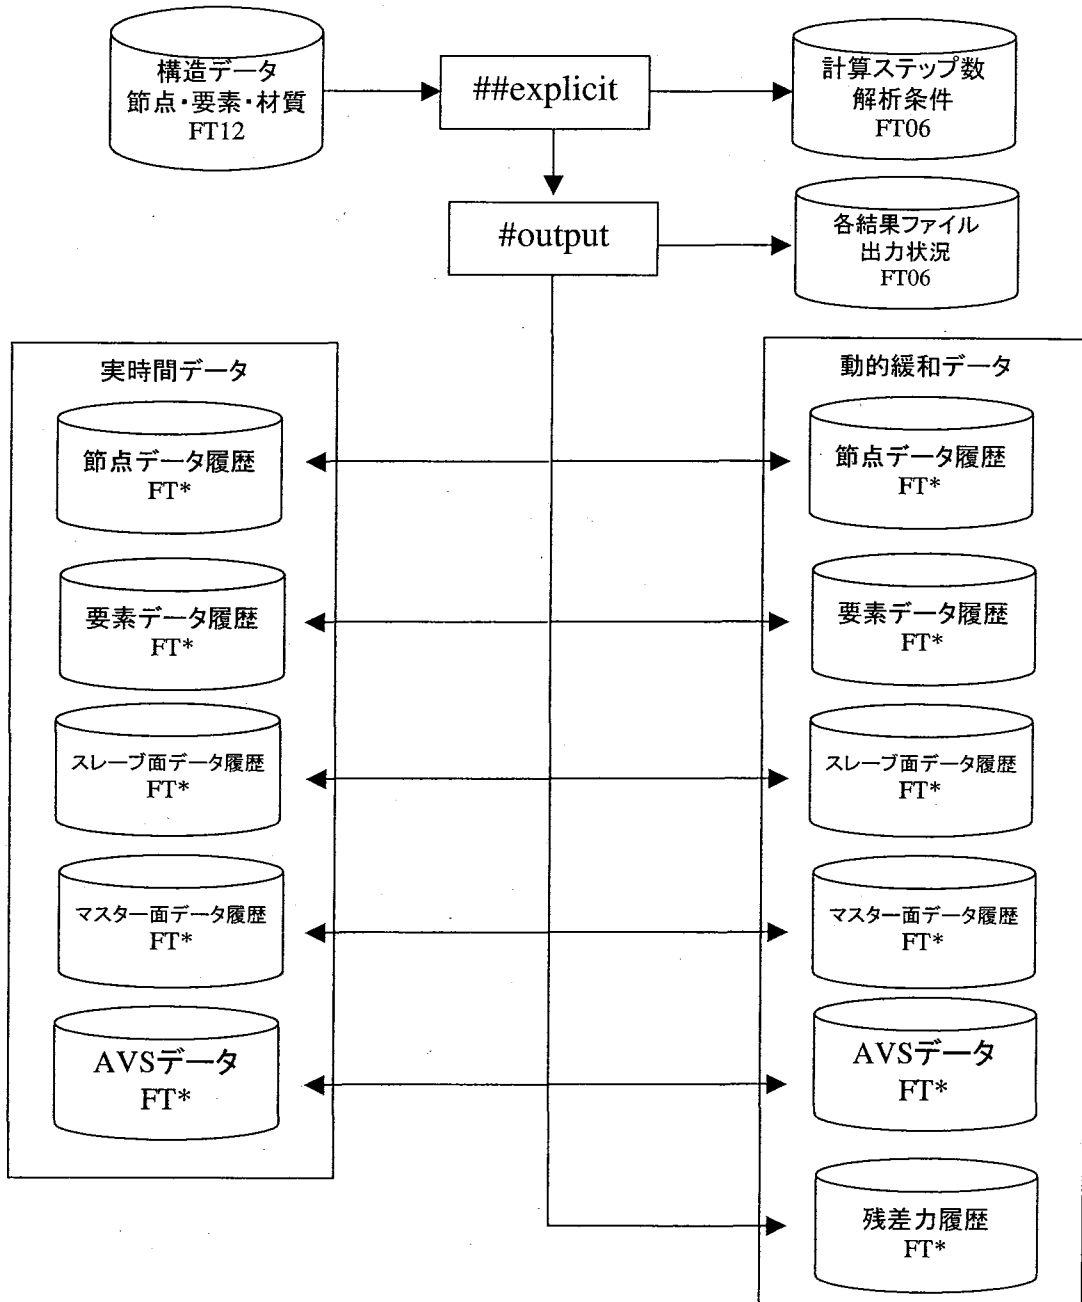 構造データ
節点・要素・材質
FT12
##explicit
計算ステップ数
解析条件
FT06
#output
各結果ファイル
出力状況
FT06
実時間データ
節点データ履歴
FT*
要素データ履歴
FT*
スレーブ面データ履歴
FT*
マスター面データ履歴
FT*
AVSデータ
FT*
動的緩和データ
節点データ履歴
FT*
要素データ履歴
FT*
スレーブ面データ履歴
FT*
マスター面データ履歴
FT*
AVSデータ
FT*
残差力履歴
FT*